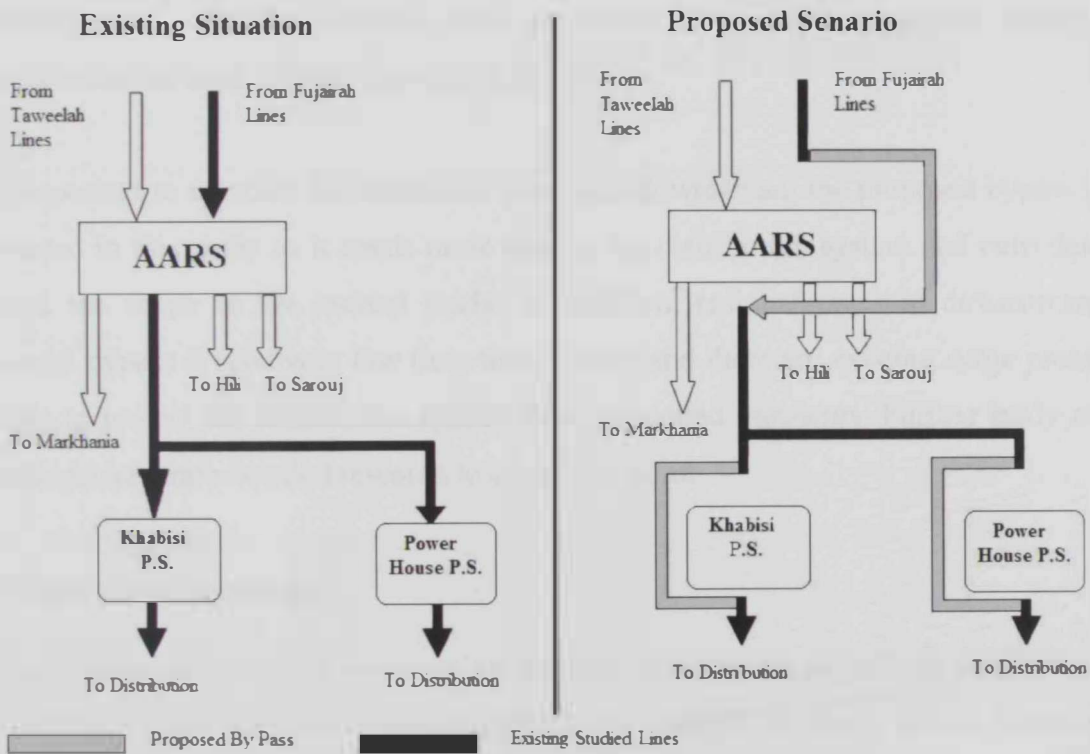 Existing Situation
From
Taweelah
Lines
From Fujairah
Lines
AARS
To Hili
To Sarouj
To Markhania
Khabisi
P.S.
Power
House P.S.
To Distribution
To Distribution
Proposed Senario
From
Taweelah
Lines
From Fujairah
Lines
AARS
To Hili
To Sarouj
To Markhania
Khabisi
P.S.
Power
House P.S.
To Distribution
To Distribution
Proposed By Pass
Existing Studied Lines